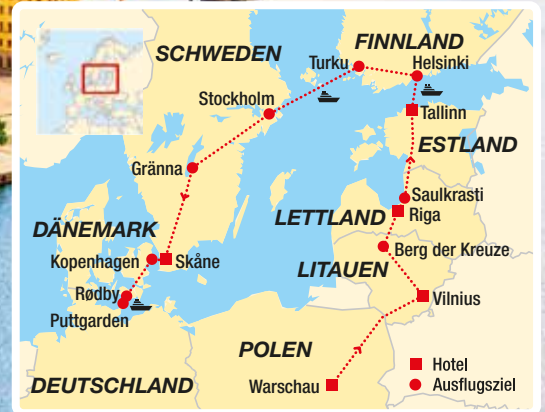 SCHWEDEN
FINNLAND
Turku
Helsinki
Stockholm
Tallinn
ESTLAND
Gränna
Saulkrasti
LETTLAND
Riga
DÄNEMARK
Kopenhagen
Skåne
Berg der Kreuze
LITAUEN
Rødby
Vilnius
Puttgarden
POLEN
Hotel
DEUTSCHLAND
Warschau
Ausflugsziel